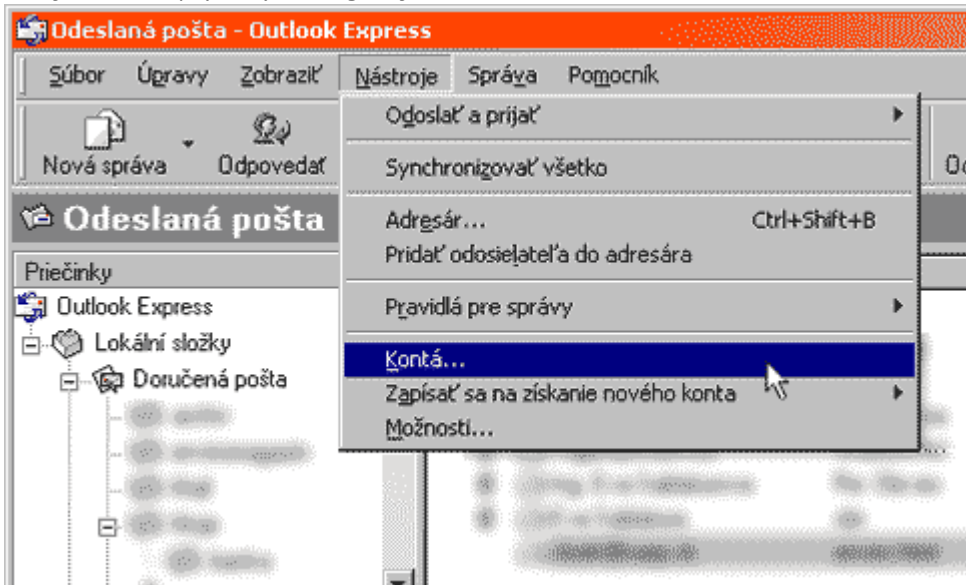 Odeslaná pošta - Outlook Express
Súbor Úpravy Zobraziť Nástroje Správa Pomocník
Nová správa Odpovedať
Odoslať a prijať
Synchronizovať všetko
Adresár... Ctrl+Shift+B
Pridať odosielateľa do adresára
Pravidlá pre správy
Kontá...
Zapísať sa na získanie nového konta
Možnosti...
Odeslaná pošta
Priečinky
Outlook Express
Lokální složky
Doručená pošta